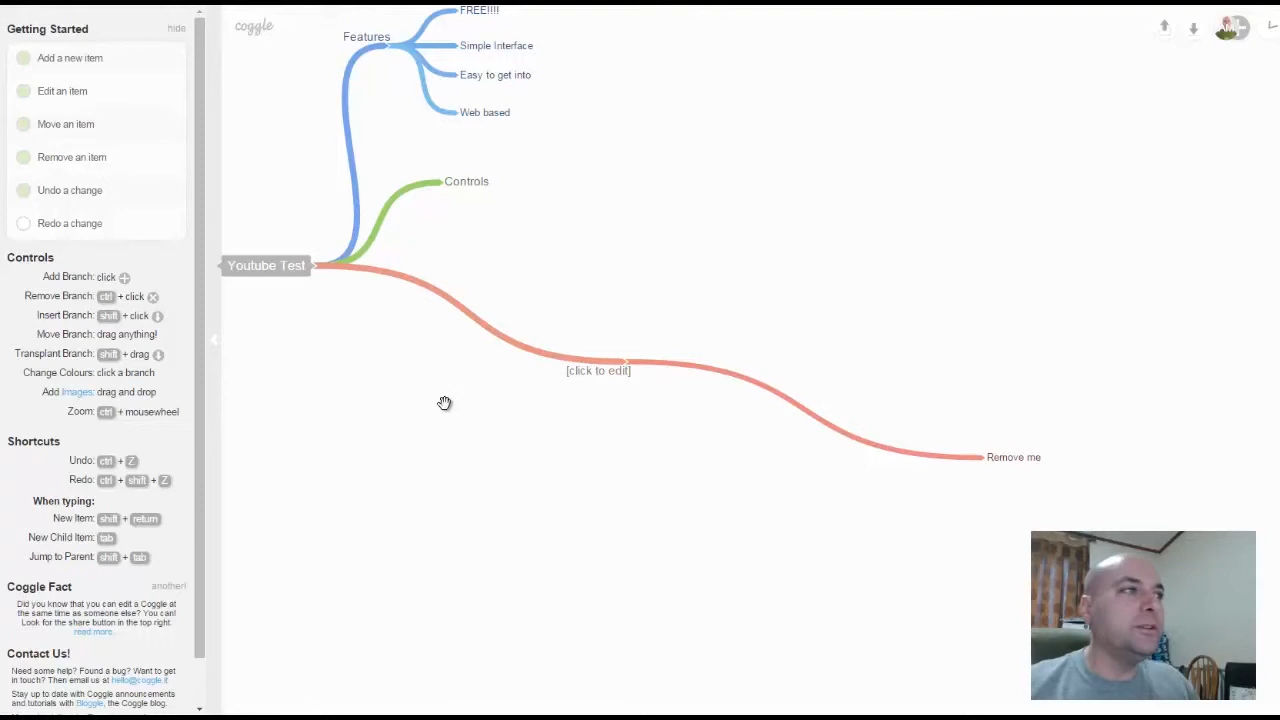 Getting Started
hide
Add a new item
Edit an item
Move an item
Remove an item
Undo a change
Redo a change
Controls
Add Branch: click
Remove Branch: ctrl + click
Insert Branch: shift + click
Move Branch: drag anything!
Transplant Branch: shift + drag
Change Colours: click a branch
Add Images: drag and drop
Zoom: ctrl + mousewheel
Shortcuts
Undo: ctrl + Z
Redo: ctrl + shift + Z
When typing:
New Item: shift + return
New Child Item: tab
Jump to Parent: shift + tab
Coggle Fact
another!
Did you know that you can edit a Coggle at
the same time as someone else? You can!
Look for the share button in the top right.
read more.
Contact Us!
Need some help? Found a bug? Want to
get in touch? Then email us at hello@coggle.it
Stay up to date with Coggle announcements
and tutorials with Bloggle, the Coggle blog.
coggle
Features
FREE!!!!
Simple Interface
Easy to get into
Web based
Controls
Youtube Test
[click to edit]
Remove me